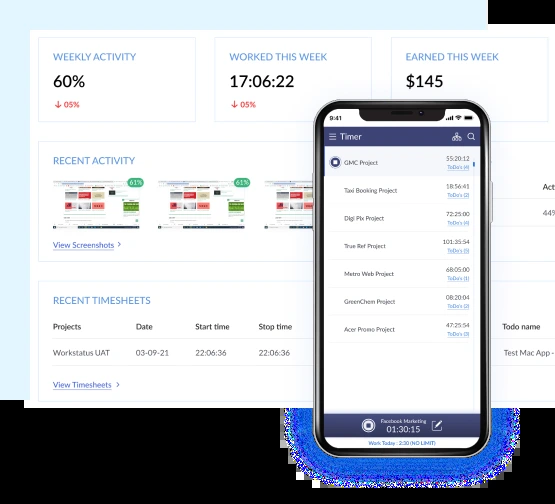 WEEKLY ACTIVITY
60%
↓ 05%
WORKED THIS WEEK
17:06:22
↓ 05%
EARNED THIS WEEK
$145
RECENT ACTIVITY
61%
61%
View Screenshots >
Act
44%
RECENT TIMESHEETS
Projects Date Start time Stop time Todo name
Workstatus UAT 03-09-21 22:06:36 22:06:36 Test Mac App -
View Timesheets >
9:41
Timer
GMC Project 55:20:12
ToDo's (4)
Taxi Booking Project 18:56:41
ToDo's (2)
Digi Pix Project 72:25:00
ToDo's (4)
True Ref Project 101:35:54
ToDo's (5)
Metro Web Project 68:05:00
ToDo's (1)
GreenChem Project 08:20:04
ToDo's (2)
Acer Promo Project 47:25:54
ToDo's (3)
Facebook Marketing
01:30:15
Work Today : 2:30 (NO LIMIT)